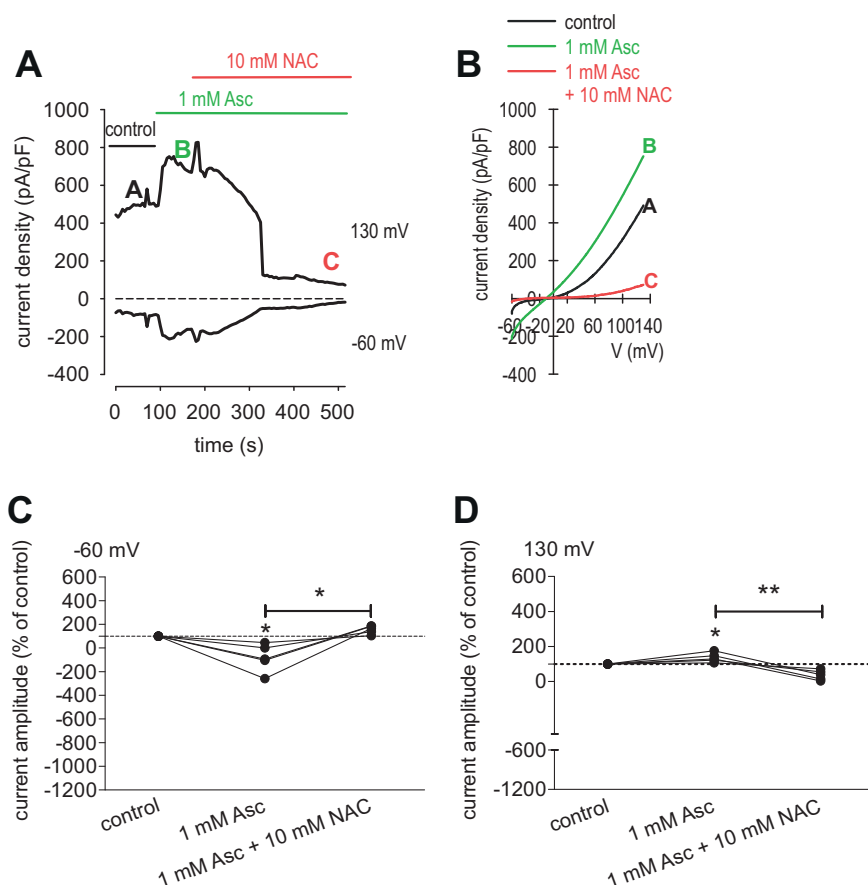 A
10 mM NAC
1 mM Asc
control
current density (pA/pF)
1000
800
600
400
200
0
-200
-400
A
B
C
130 mV
-60 mV
0 100 200 300 400 500
time (s)
B
control
1 mM Asc
1 mM Asc
+ 10 mM NAC
current density (pA/pF)
1000
800
600
400
200
0
-200
-400
B
A
C
-60 -20 20 60 100 140
V (mV)
C
-60 mV
current amplitude (% of control)
600
400
200
0
-200
-400
-600
-800
-1000
-1200
*
*
control
1 mM Asc
1 mM Asc + 10 mM NAC
D
130 mV
current amplitude (% of control)
600
400
200
0
-600
-1200
**
*
control
1 mM Asc
1 mM Asc + 10 mM NAC